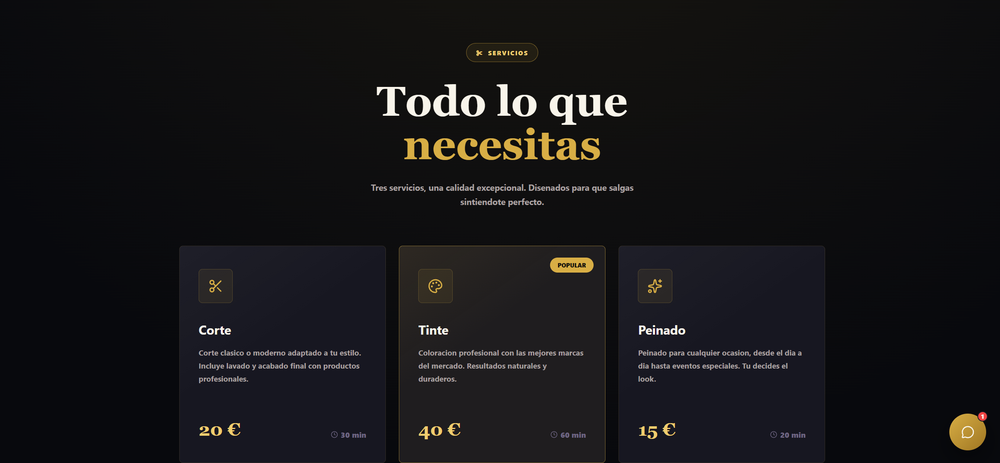 SERVICIOS
Todo lo que
necesitas
Tres servicios, una calidad excepcional. Disenados para que salgas
sintiendote perfecto.
Corte
Corte clasico o moderno adaptado a tu estilo.
Incluye lavado y acabado final con productos
profesionales.
20 €
30 min
POPULAR
Tinte
Coloracion profesional con las mejores marcas
del mercado. Resultados naturales y
duraderos.
40 €
60 min
Peinado
Peinado para cualquier ocasion, desde el dia a
dia hasta eventos especiales. Tu decides el
look.
15 €
20 min
1